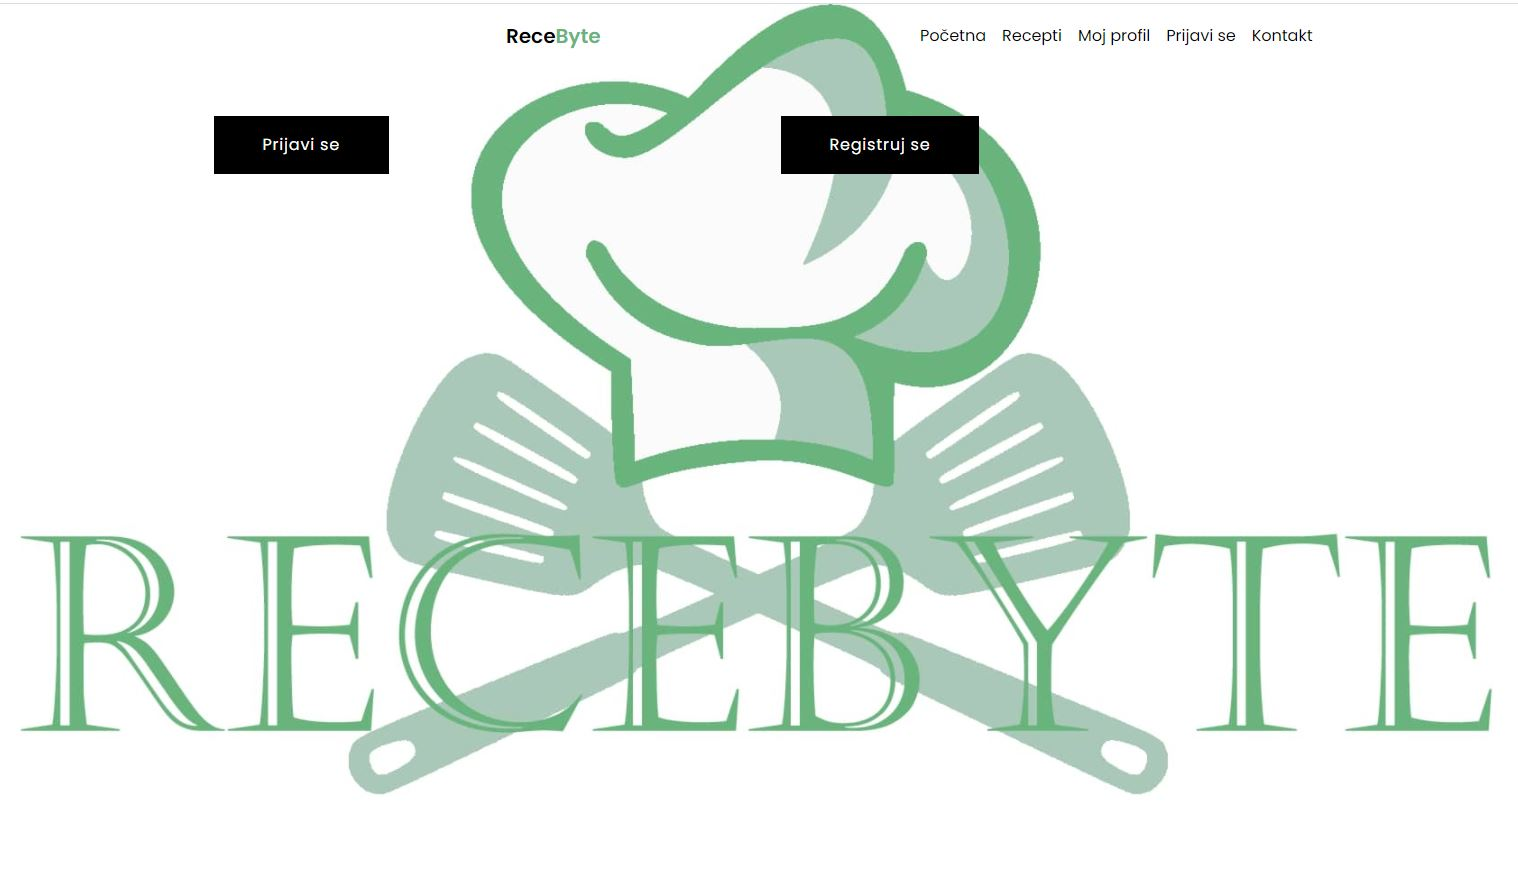 ReceByte
Početna Recepti Moj profil Prijavi se Kontakt
Prijavi se
Registruj se
RECEBYTE